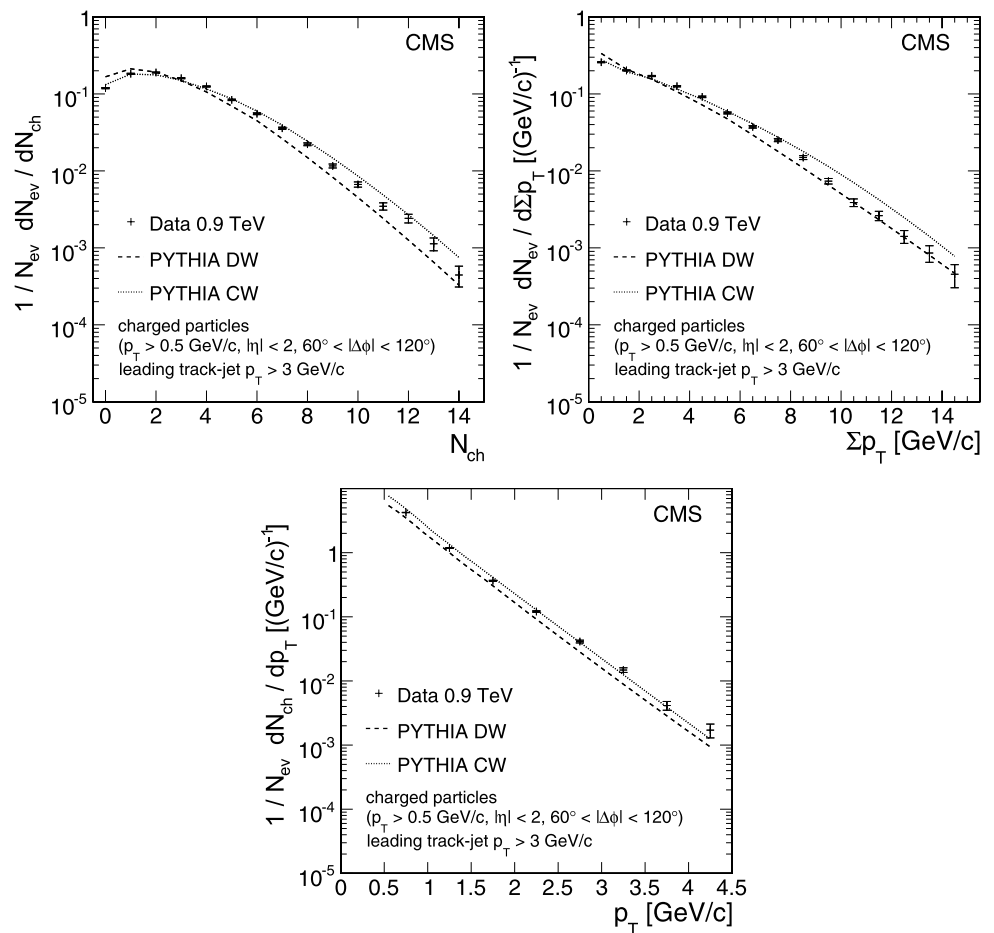 CMS
1
10⁻¹
10⁻²
10⁻³
10⁻⁴
10⁻⁵
1 / N_ev dN_ev / dN_ch
+ Data 0.9 TeV
PYTHIA DW
PYTHIA CW
charged particles
(p_T > 0.5 GeV/c, |η| < 2, 60° < |Δϕ| < 120°)
leading track-jet p_T > 3 GeV/c
0 2 4 6 8 10 12 14
N_ch
CMS
1
10⁻¹
10⁻²
10⁻³
10⁻⁴
10⁻⁵
1 / N_ev dN_ev / dΣp_T [(GeV/c)⁻¹]
+ Data 0.9 TeV
PYTHIA DW
PYTHIA CW
charged particles
(p_T > 0.5 GeV/c, |η| < 2, 60° < |Δϕ| < 120°)
leading track-jet p_T > 3 GeV/c
0 2 4 6 8 10 12 14
Σp_T [GeV/c]
CMS
1
10⁻¹
10⁻²
10⁻³
10⁻⁴
10⁻⁵
1 / N_ev dN_ch / dp_T [(GeV/c)⁻¹]
+ Data 0.9 TeV
PYTHIA DW
PYTHIA CW
charged particles
(p_T > 0.5 GeV/c, |η| < 2, 60° < |Δϕ| < 120°)
leading track-jet p_T > 3 GeV/c
0 0.5 1 1.5 2 2.5 3 3.5 4 4.5
p_T [GeV/c]